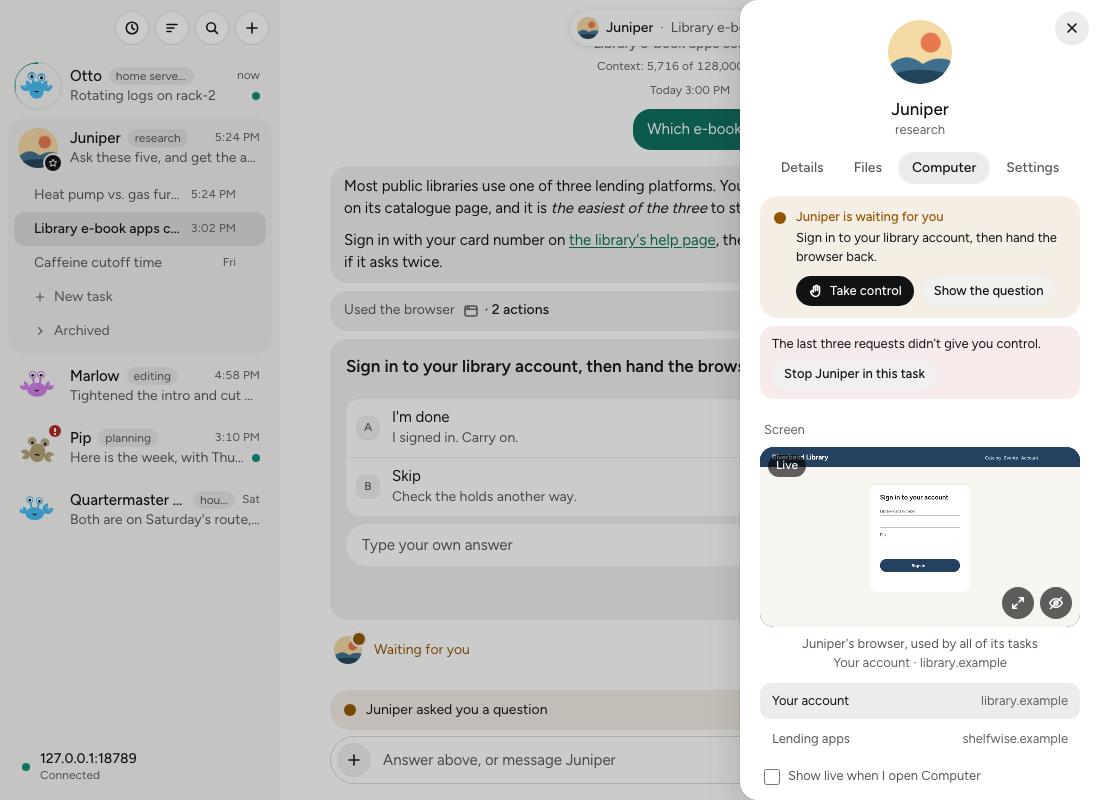 Otto
home serve...
now
Rotating logs on rack-2
Juniper
research
5:24 PM
Ask these five, and get the a...
Heat pump vs. gas fur...
5:24 PM
Library e-book apps c...
3:02 PM
Caffeine cutoff time
Fri
New task
Archived
Marlow
editing
4:58 PM
Tightened the intro and cut ...
Pip
planning
3:10 PM
Here is the week, with Thu...
Quartermaster ...
hou...
Sat
Both are on Saturday's route,...
127.0.0.1:18789
Connected
Juniper · Library e-b
Library e-book apps
Context: 5,716 of 128,000
Today 3:00 PM
Which e-book
Most public libraries use one of three lending platforms. You
on its catalogue page, and it is the easiest of the three to st
Sign in with your card number on the library's help page, the
if it asks twice.
Used the browser · 2 actions
Sign in to your library account, then hand the brows
A
I'm done
I signed in. Carry on.
B
Skip
Check the holds another way.
Type your own answer
Waiting for you
Juniper asked you a question
Answer above, or message Juniper
Juniper
research
Details
Files
Computer
Settings
Juniper is waiting for you
Sign in to your library account, then hand the
browser back.
Take control
Show the question
The last three requests didn't give you control.
Stop Juniper in this task
Screen
Library
Catalog Events Account
Live
Sign in to your account
Library card number
Sign in
Juniper's browser, used by all of its tasks
Your account · library.example
Your account
library.example
Lending apps
shelfwise.example
Show live when I open Computer